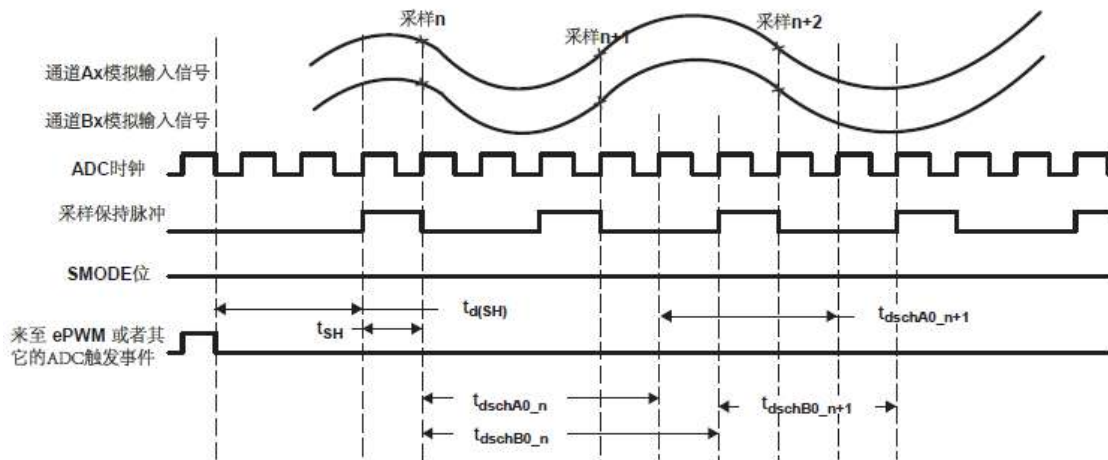 采样n
采样n+1
采样n+2
通道Ax模拟输入信号
通道Bx模拟输入信号
ADC时钟
采样保持脉冲
SMODE位
td(SH)
tSH
tdschA0_n+1
来至 ePWM 或者其
它的ADC触发事件
tdschA0_n
tdschB0_n+1
tdschB0_n